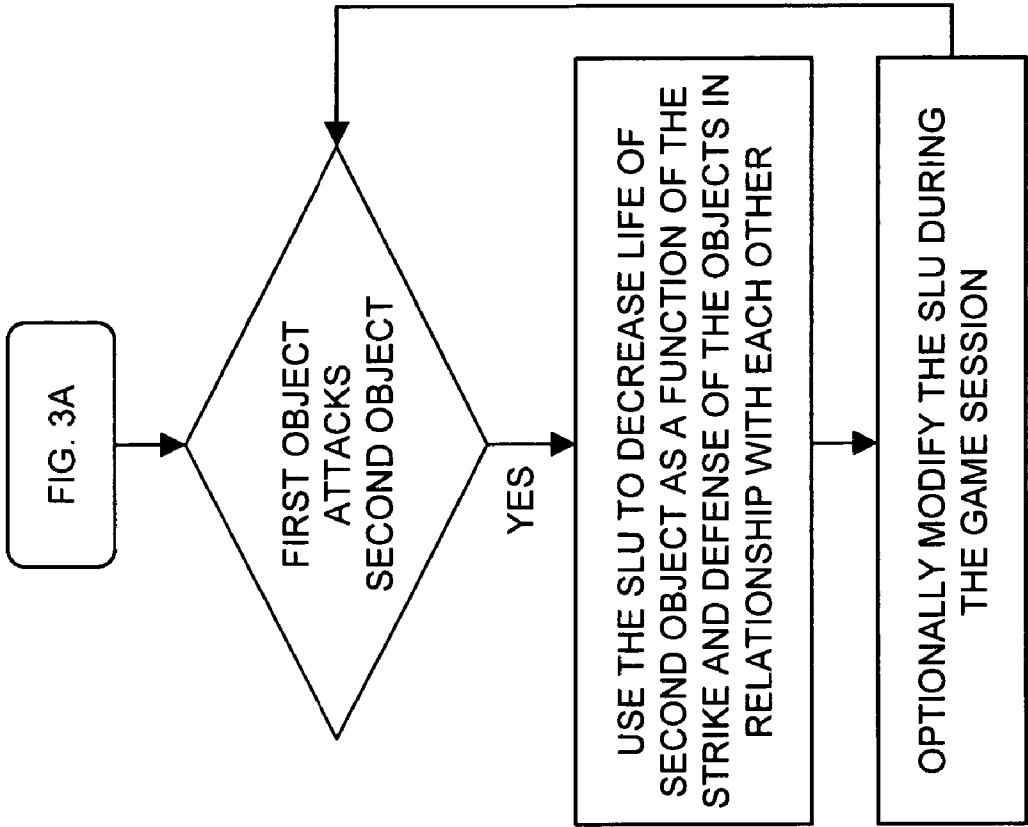 FIG. 3A
FIRST OBJECT
ATTACKS
SECOND OBJECT
YES
USE THE SLU TO DECREASE LIFE OF
SECOND OBJECT AS A FUNCTION OF THE
STRIKE AND DEFENSE OF THE OBJECTS IN
RELATIONSHIP WITH EACH OTHER
OPTIONALLY MODIFY THE SLU DURING
THE GAME SESSION